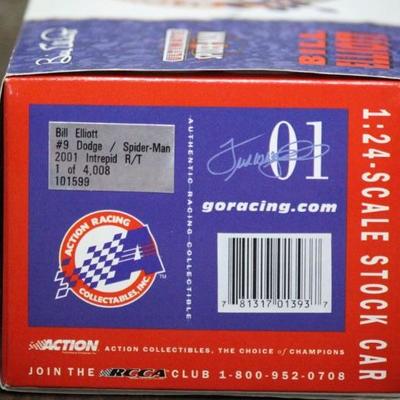 BILL
Bill Elliott
#9 Dodge / Spider-Man
2001 Intrepid R/T
1 of 4,008
101599
AUTHENTIC RACING COLLECTIBLE
01
goracing.com
ACTION RACING
COLLECTABLES, INC.
TM
7 81317 01393 7
1:24-SCALE STOCK CAR
ACTION
ACTION COLLECTIBLES, THE CHOICE of CHAMPIONS
JOIN THE RCCA CLUB 1-800-952-0708